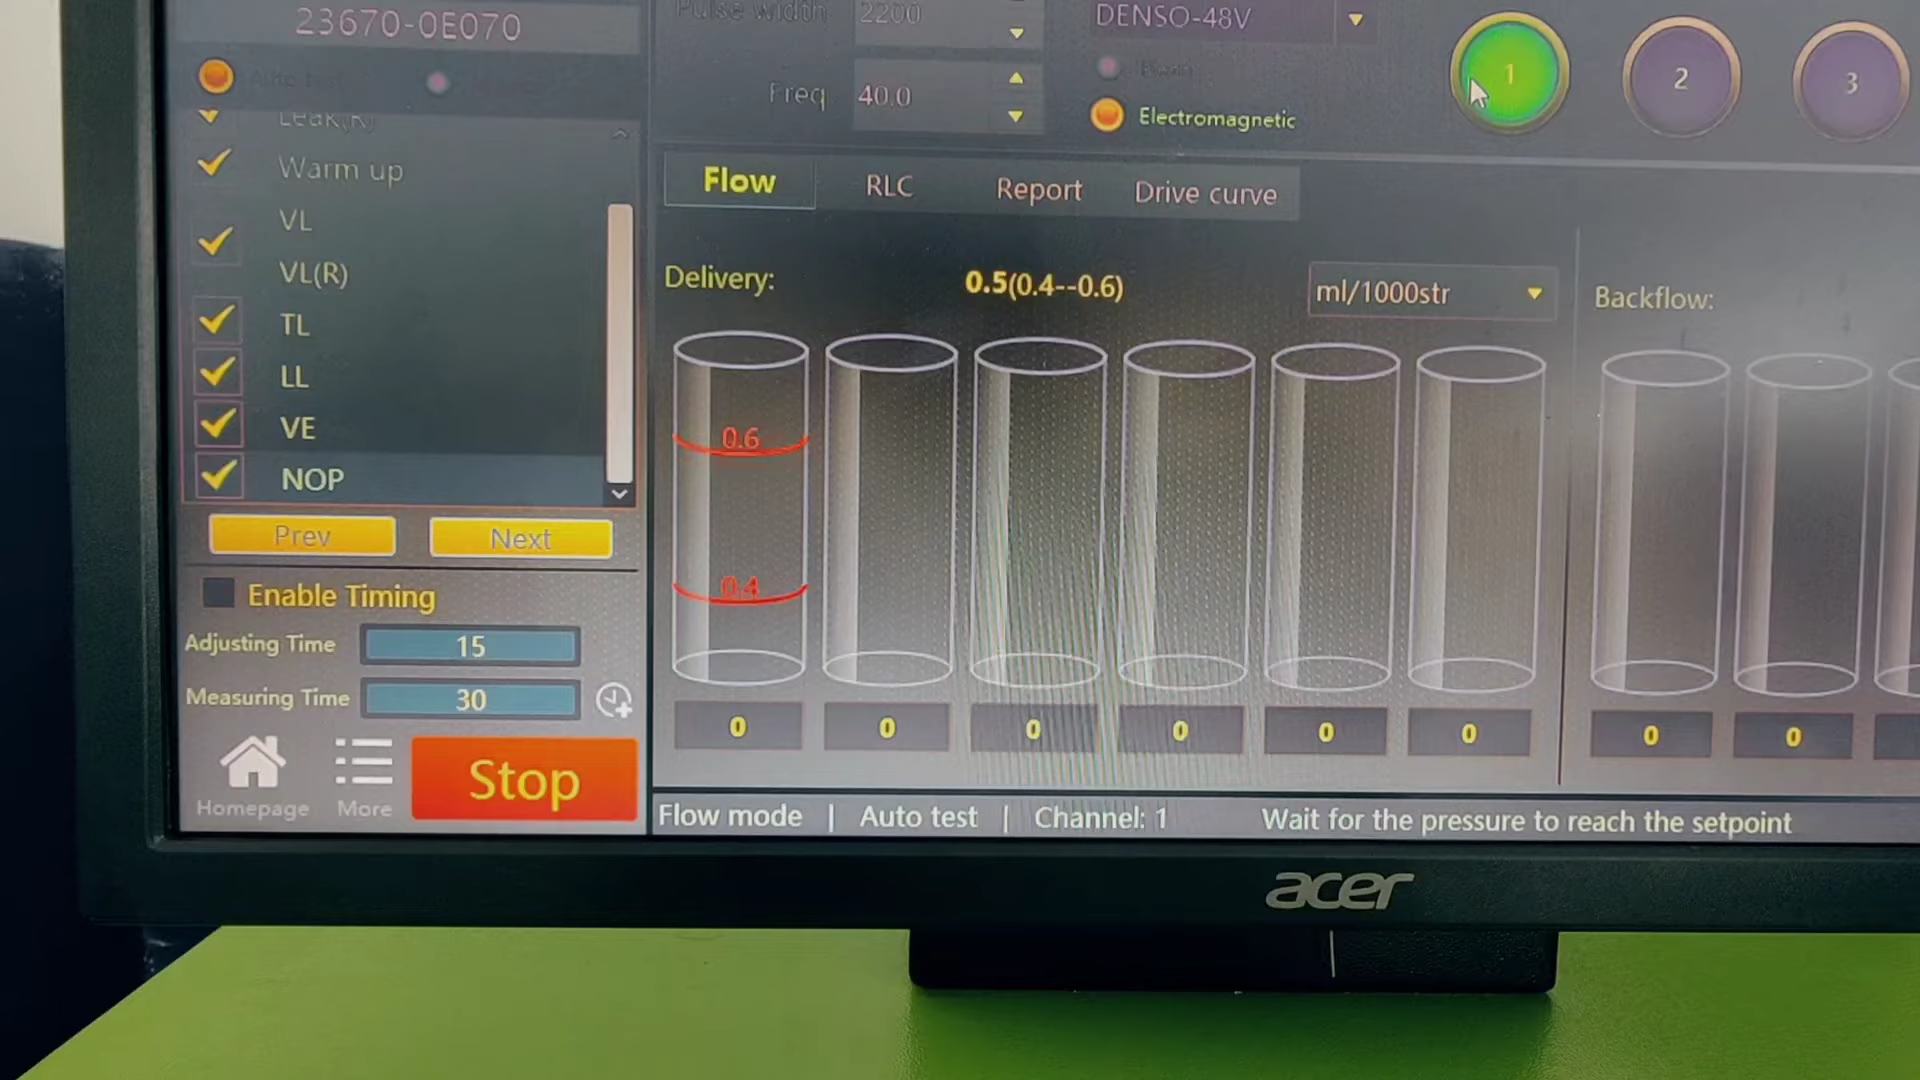 23670-0E070
Auto test
Leak(R)
Warm up
VL
VL(R)
TL
LL
VE
NOP
Prev Next
Enable Timing
Adjusting Time 15
Measuring Time 30
Homepage More Stop
Pulse width 2200
Freq 40.0
DENSO-48V
Electromagnetic
1 2 3
Flow RLC Report Drive curve
Delivery: 0.5(0.4--0.6) ml/1000str Backflow:
0.6
0.4
0 0 0 0 0 0 0 0
Flow mode | Auto test | Channel: 1 Wait for the pressure to reach the setpoint
acer